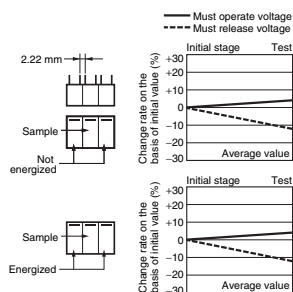 Must operate voltage
Must release voltage
2.22 mm
Sample
Not
energized
Change rate on the
basis of initial value (%)
Initial stage
Test
+30
+20
+10
0
−10
−20
−30
Average value
Sample
Energized
Change rate on the
basis of initial value (%)
Initial stage
Test
+30
+20
+10
0
−10
−20
−30
Average value